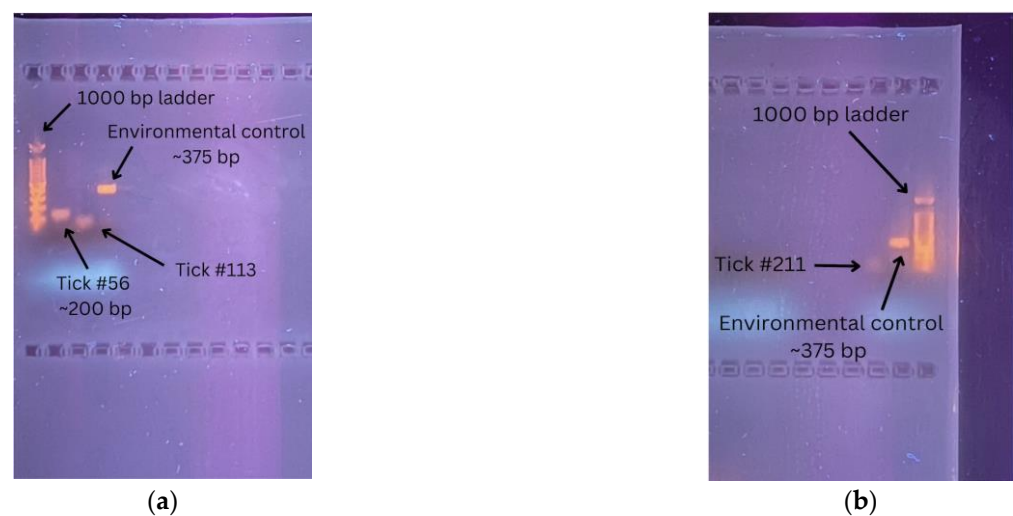 1000 bp ladder
Environmental control
~375 bp
Tick #113
Tick #56
~200 bp
(a)
1000 bp ladder
Tick #211
Environmental control
~375 bp
(b)